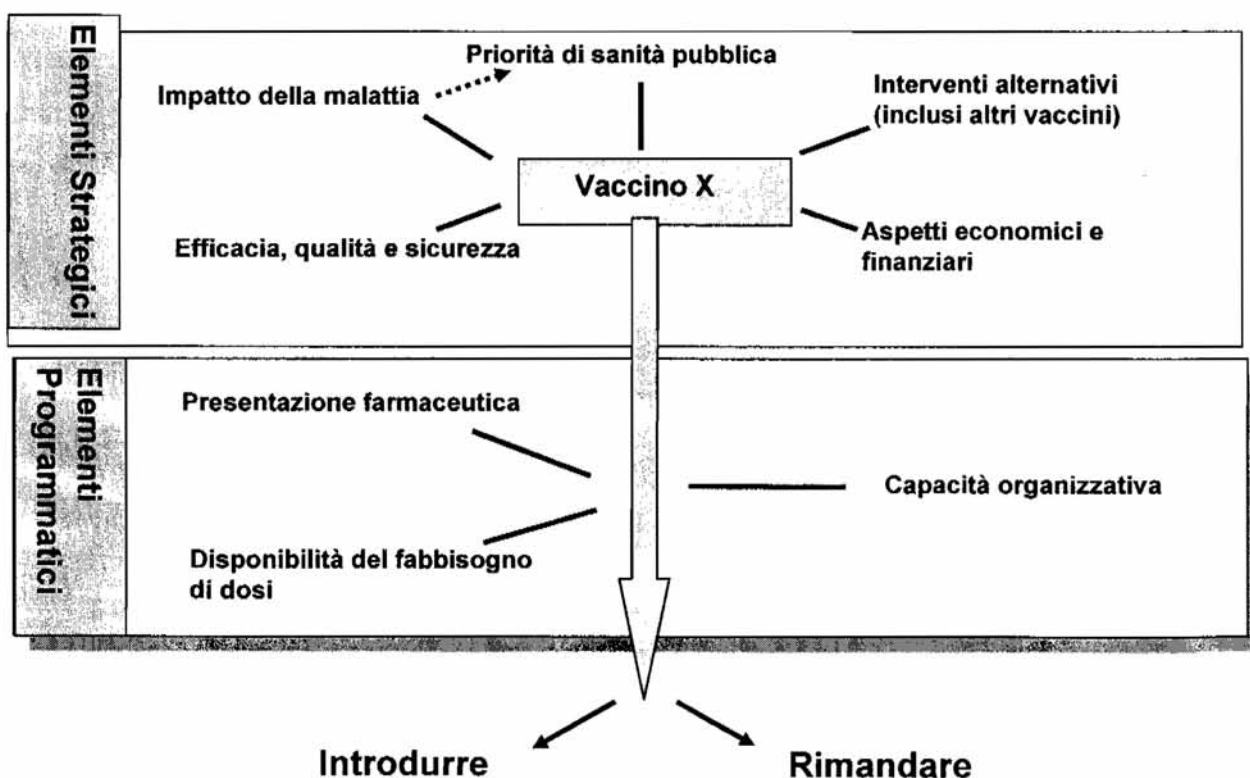 Elementi Strategici
Priorità di sanità pubblica
Impatto della malattia
Interventi alternativi
(inclusi altri vaccini)
Vaccino X
Efficacia, qualità e sicurezza
Aspetti economici e
finanziari
Elementi
Programmatici
Presentazione farmaceutica
Capacità organizzativa
Disponibilità del fabbisogno
di dosi
Introdurre
Rimandare